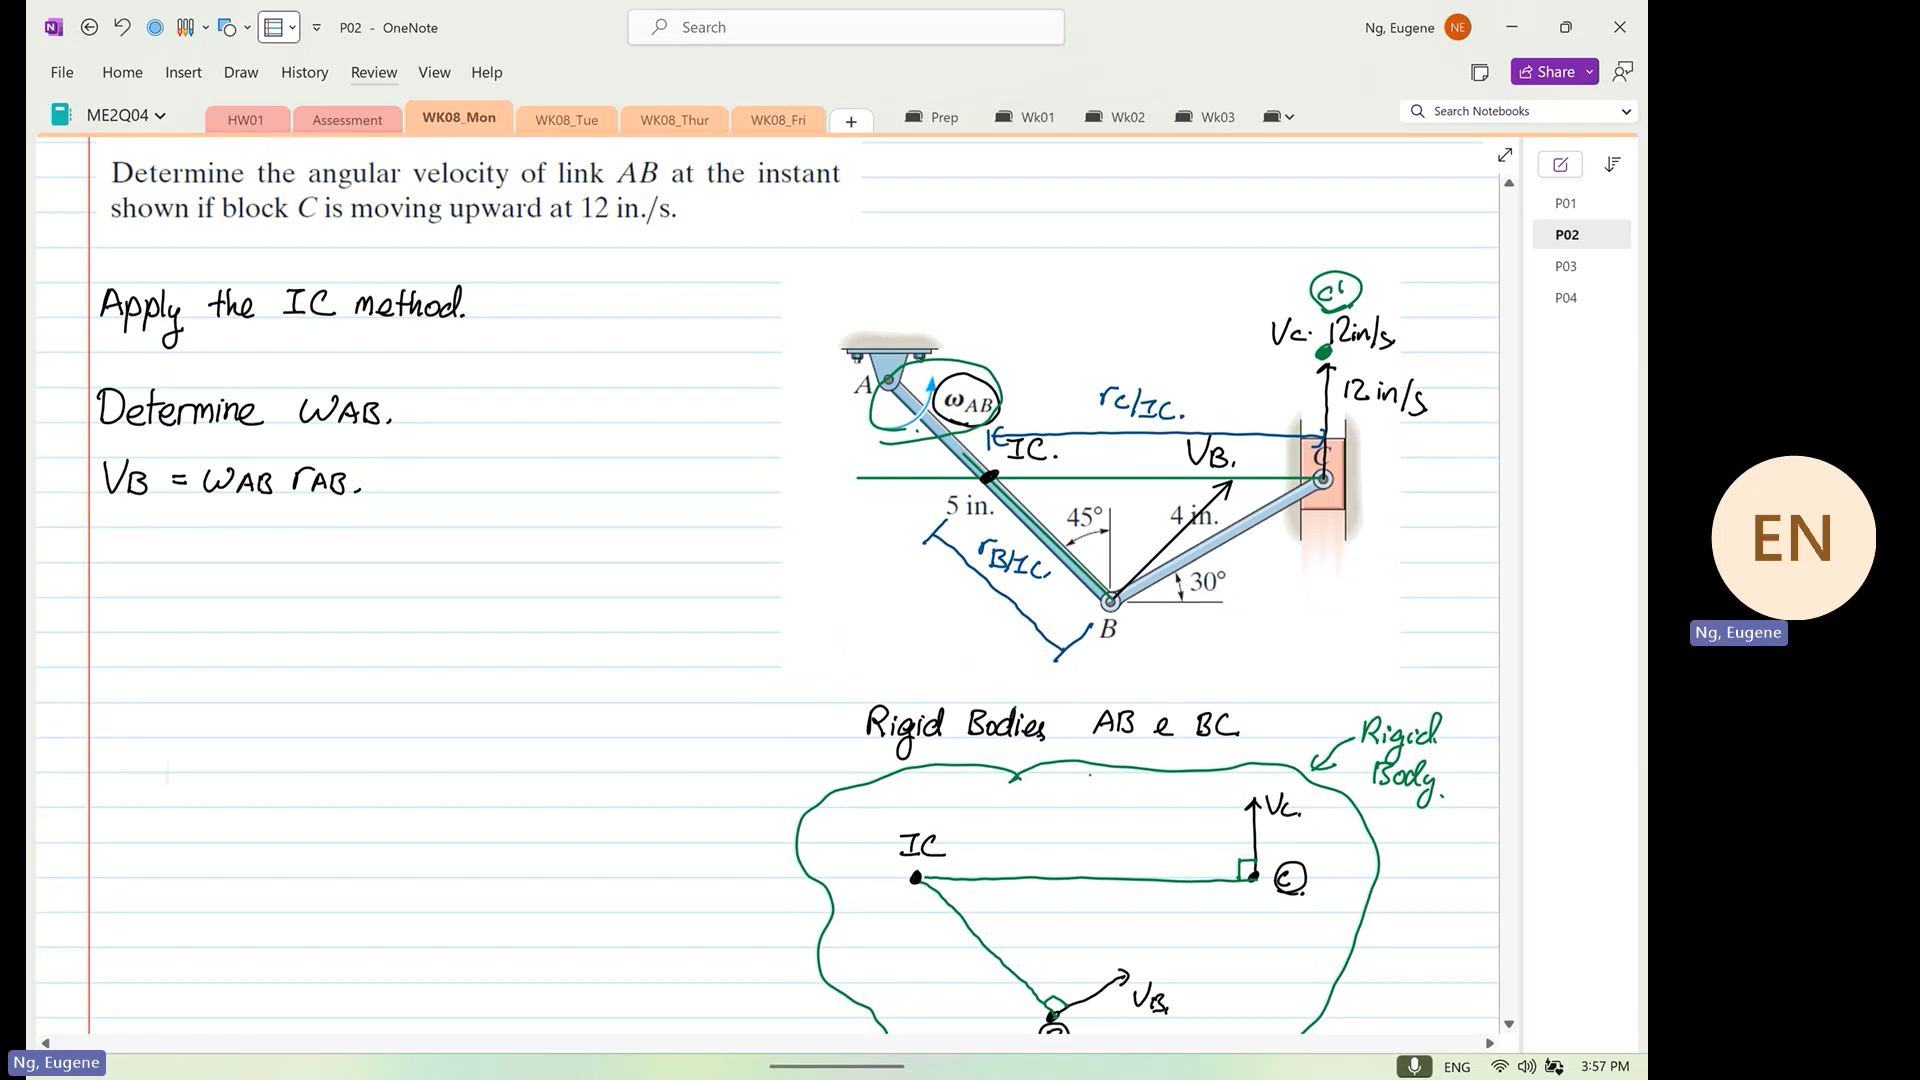 P02 - OneNote
Search
Ng, Eugene
NE
File
Home
Insert
Draw
History
Review
View
Help
Share
ME2Q04
HW01
Assessment
WK08_Mon
WK08_Tue
WK08_Thur
WK08_Fri
+
Prep
Wk01
Wk02
Wk03
Search Notebooks
P01
P02
P03
P04
Determine the angular velocity of link AB at the instant
shown if block C is moving upward at 12 in./s.
Apply the IC method.
Determine ωAB.
VB = ωAB rAB.
C'
Vc. 12in/s
12 in/s
A
ωAB
rC/IC.
IC.
VB.
C
5 in.
45°
4 in.
rB/IC.
30°
B
Rigid Bodies AB e BC.
Rigid
Body.
VC.
IC
C.
VB.
EN
Ng, Eugene
Ng, Eugene
ENG
3:57 PM